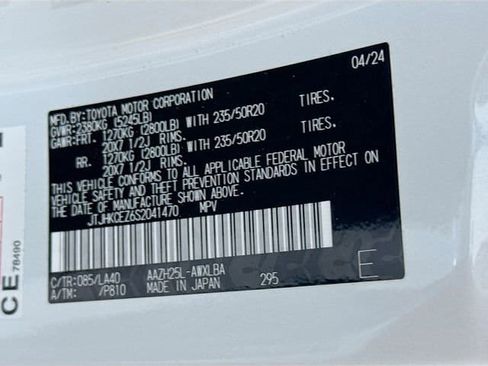 04/24
MFD.BY:TOYOTA MOTOR CORPORATION
GVWR:2380KG (5245LB)
GAWR:FRT. 1270KG (2800LB) WITH 235/50R20 TIRES.
20X7 1/2J RIMS.
RR. 1270KG (2800LB) WITH 235/50R20 TIRES.
20X7 1/2J RIMS.
THIS VEHICLE CONFORMS TO ALL APPLICABLE FEDERAL MOTOR
VEHICLE SAFETY AND THEFT PREVENTION STANDARDS IN EFFECT ON
THE DATE OF MANUFACTURE SHOWN ABOVE.
JTJHKCEZ6S2041470 MPV
C/TR:085/LA40 AAZH25L-AWXLBA
A/TM: /P810 MADE IN JAPAN 295 E
CE
78490